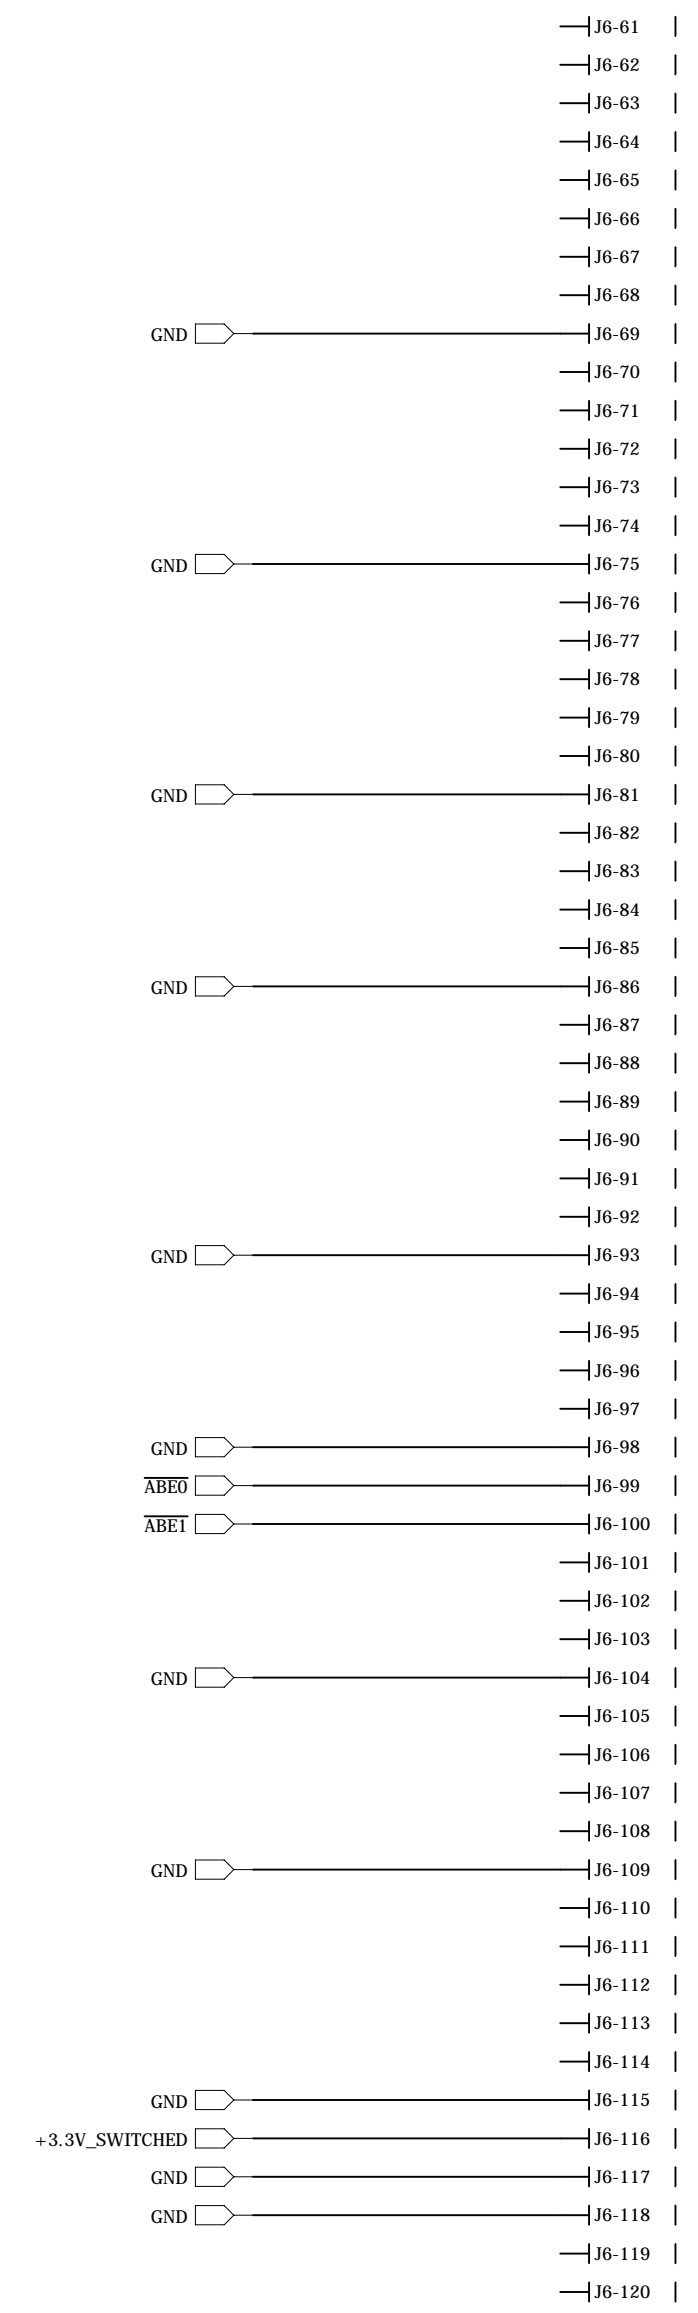 J6-61
J6-62
J6-63
J6-64
J6-65
J6-66
J6-67
J6-68
GND J6-69
J6-70
J6-71
J6-72
J6-73
J6-74
GND J6-75
J6-76
J6-77
J6-78
J6-79
J6-80
GND J6-81
J6-82
J6-83
J6-84
J6-85
GND J6-86
J6-87
J6-88
J6-89
J6-90
J6-91
J6-92
GND J6-93
J6-94
J6-95
J6-96
J6-97
GND J6-98
A̅B̅E̅0̅ J6-99
A̅B̅E̅1̅ J6-100
J6-101
J6-102
J6-103
GND J6-104
J6-105
J6-106
J6-107
J6-108
GND J6-109
J6-110
J6-111
J6-112
J6-113
J6-114
GND J6-115
+3.3V_SWITCHED J6-116
GND J6-117
GND J6-118
J6-119
J6-120